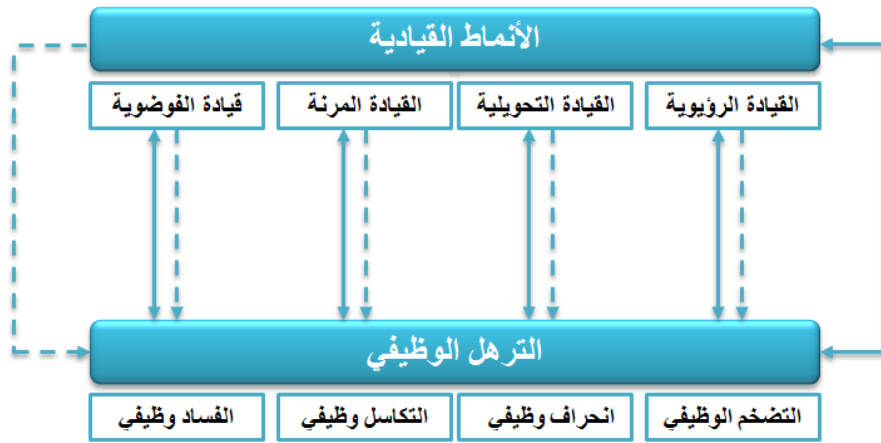 الأنماط القيادية
القيادة الرؤيوية
القيادة التحويلية
القيادة المرنة
قيادة الفوضوية
الترهل الوظيفي
التضخم الوظيفي
انحراف وظيفي
التكاسل وظيفي
الفساد وظيفي